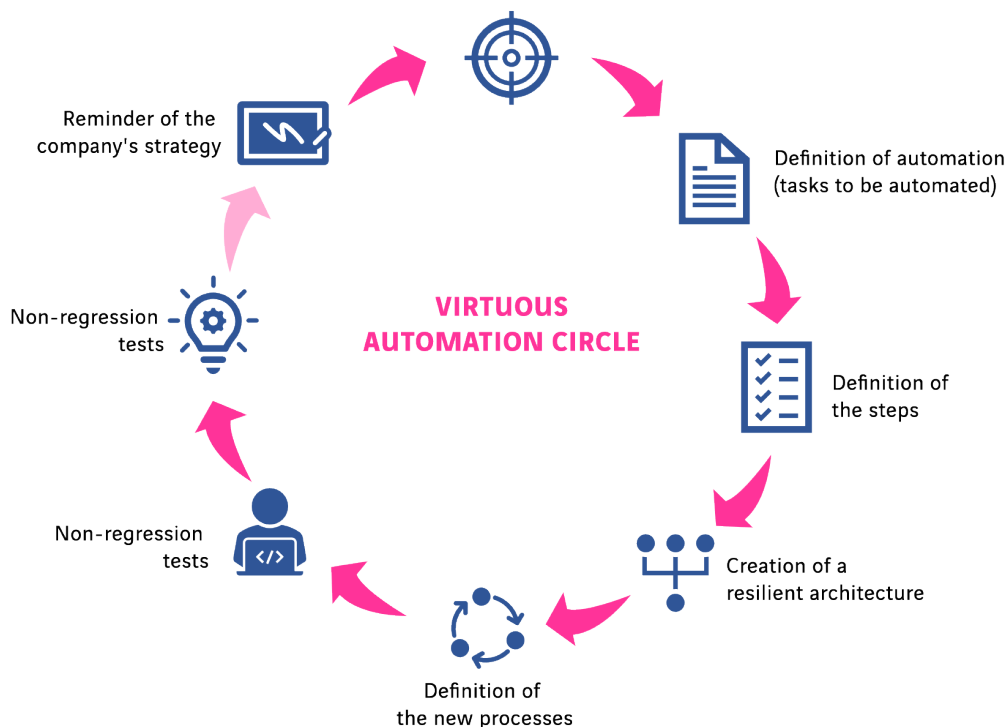 VIRTUOUS
AUTOMATION CIRCLE
Definition of automation
(tasks to be automated)
Definition of
the steps
Creation of a
resilient architecture
Definition of
the new processes
Non-regression
tests
</>
Non-regression
tests
Reminder of the
company's strategy